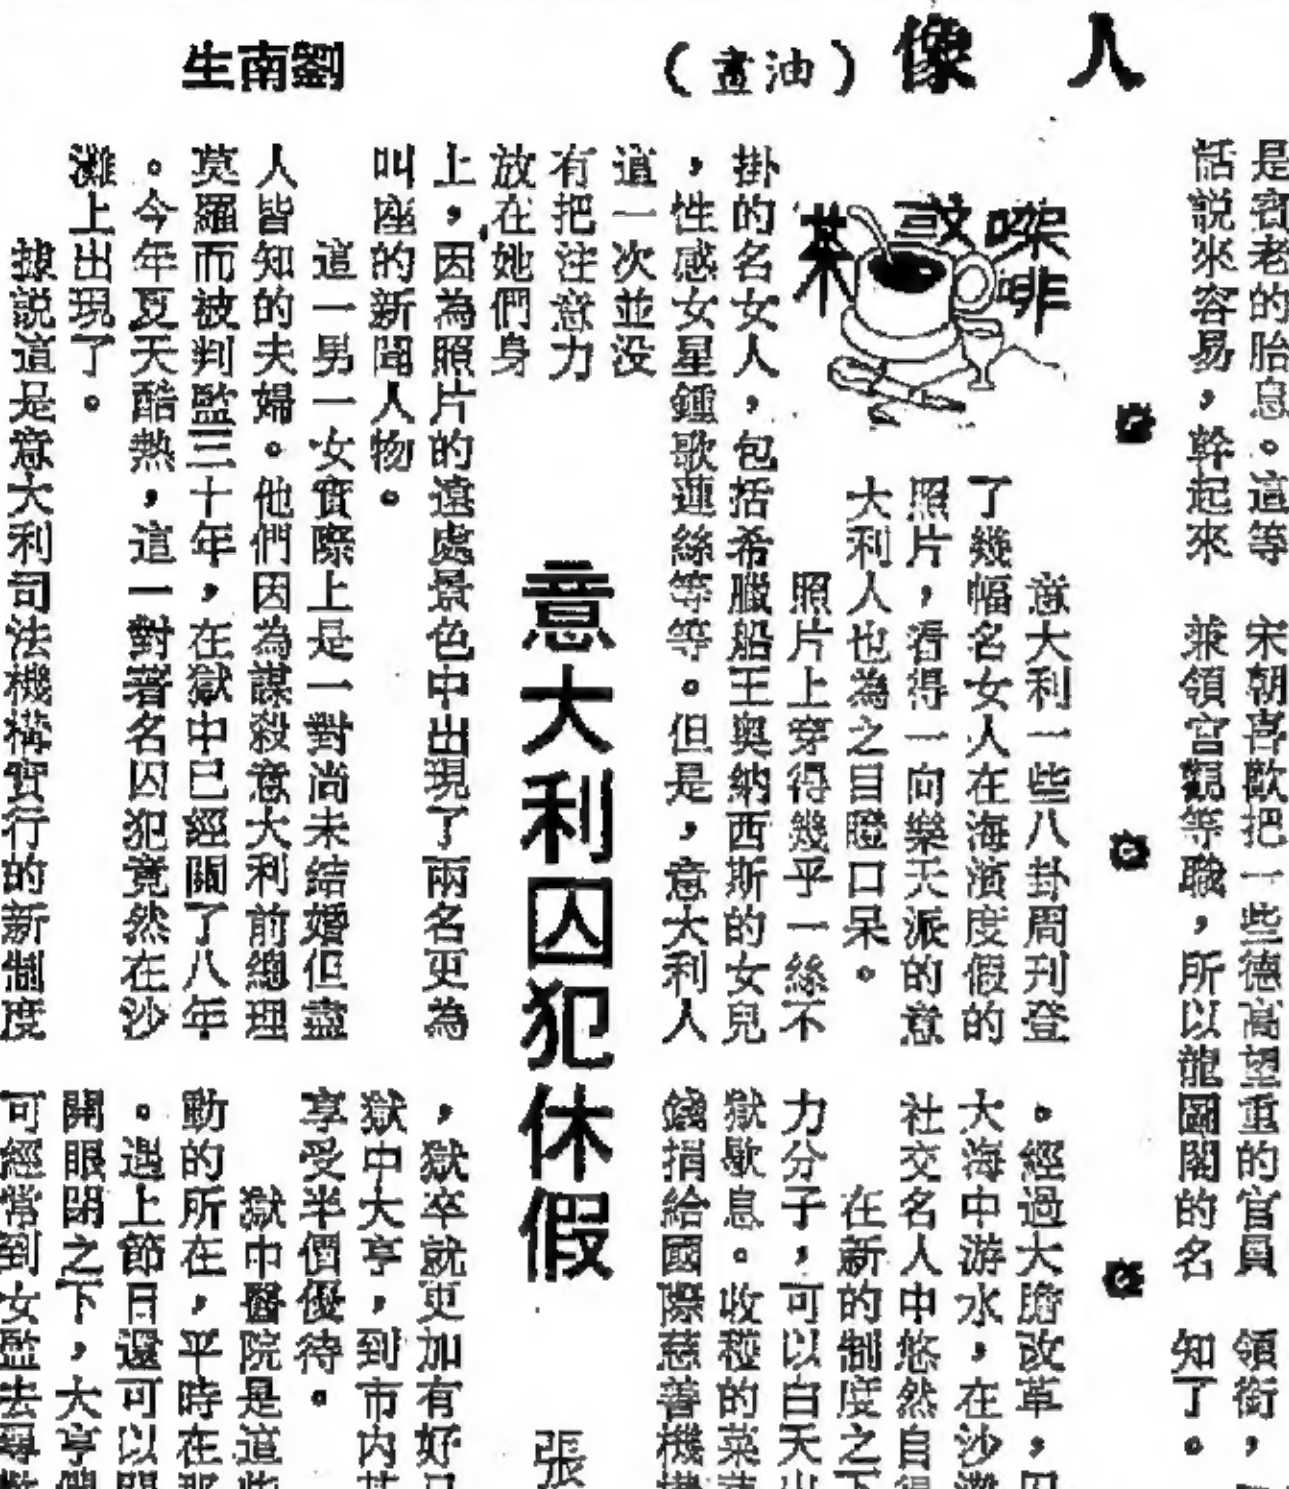 人像（油畫）
劉南生
是賓老的胎息。這等
話說來容易，幹起來
宋朝喜歡把一些德高望重的官員
兼領宮觀等職，所以龍圖閣的名
領銜，
知了。
咖啡或茶
意大利囚犯休假
張
意大利一些八卦周刊登
了幾幅名女人在海濱度假的
照片，看得一向樂天派的意
大利人也為之目瞪口呆。
照片上穿得幾乎一絲不
掛的名女人，包括希臘船王奧納西斯的女兒
，性感女星鍾歌蓮絲等等。但是，意大利人
這一次並没
有把注意力
放在她們身
上，因為照片的遠處景色中出現了兩名更為
叫座的新聞人物。
這一男一女實際上是一對尚未結婚但盡
人皆知的夫婦。他們因為謀殺意大利前總理
莫羅而被判監三十年，在獄中已經關了八年
。今年夏天酷熱，這一對著名囚犯竟然在沙
灘上出現了。
據說這是意大利司法機構實行的新制度
。經過大膽改革，囚
大海中游水，在沙灘
社交名人中悠然自得
在新的制度之下
力分子，可以白天出
獄歇息。收穫的菜
錢捐給國際慈善機構
，獄卒就更加有好
獄中大亨，到市内
享受半價優待。
獄中醫院是這些
動的所在，平時在那
。遇上節日還可以開
開眼閉之下，大亨們
可經常到女監去尋